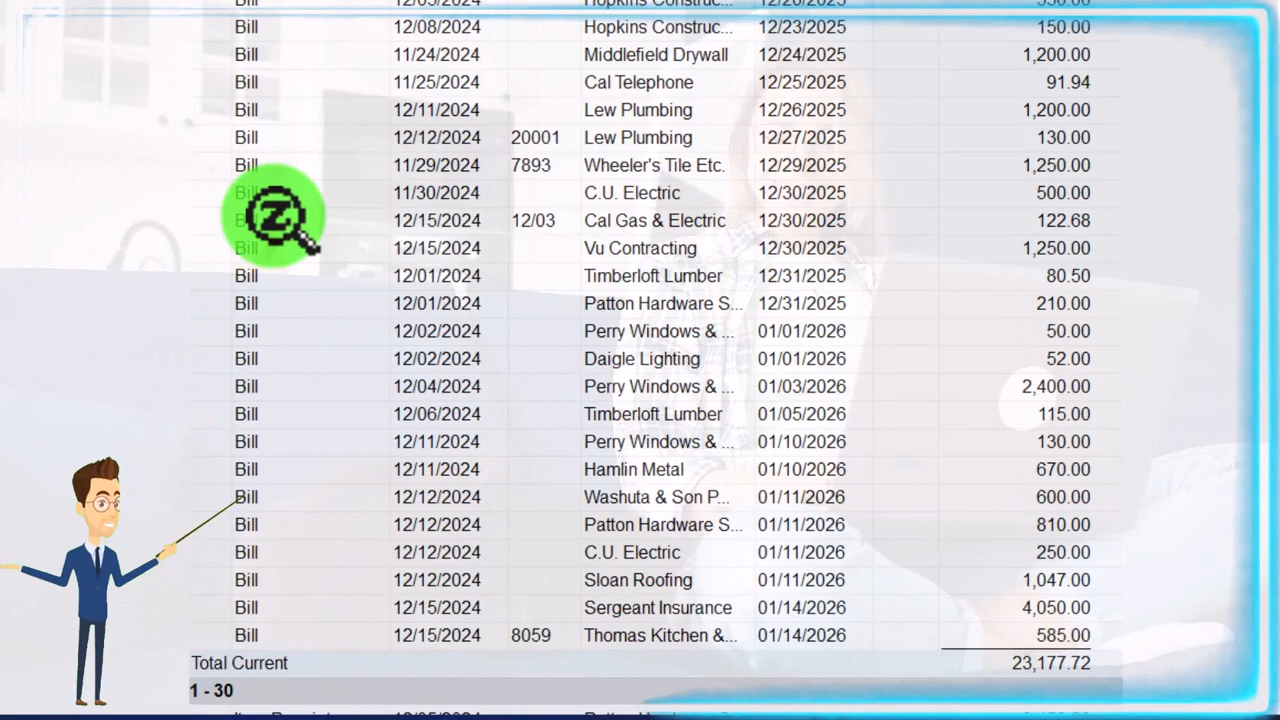 Bill 12/08/2024 Hopkins Construc... 12/23/2025 150.00
Bill 11/24/2024 Middlefield Drywall 12/24/2025 1,200.00
Bill 11/25/2024 Cal Telephone 12/25/2025 91.94
Bill 12/11/2024 Lew Plumbing 12/26/2025 1,200.00
Bill 12/12/2024 20001 Lew Plumbing 12/27/2025 130.00
Bill 11/29/2024 7893 Wheeler's Tile Etc. 12/29/2025 1,250.00
Bill 11/30/2024 C.U. Electric 12/30/2025 500.00
12/15/2024 12/03 Cal Gas & Electric 12/30/2025 122.68
Bill 12/15/2024 Vu Contracting 12/30/2025 1,250.00
Bill 12/01/2024 Timberloft Lumber 12/31/2025 80.50
Bill 12/01/2024 Patton Hardware S... 12/31/2025 210.00
Bill 12/02/2024 Perry Windows & ... 01/01/2026 50.00
Bill 12/02/2024 Daigle Lighting 01/01/2026 52.00
Bill 12/04/2024 Perry Windows & ... 01/03/2026 2,400.00
Bill 12/06/2024 Timberloft Lumber 01/05/2026 115.00
Bill 12/11/2024 Perry Windows & ... 01/10/2026 130.00
Bill 12/11/2024 Hamlin Metal 01/10/2026 670.00
Bill 12/12/2024 Washuta & Son P... 01/11/2026 600.00
Bill 12/12/2024 Patton Hardware S... 01/11/2026 810.00
Bill 12/12/2024 C.U. Electric 01/11/2026 250.00
Bill 12/12/2024 Sloan Roofing 01/11/2026 1,047.00
Bill 12/15/2024 Sergeant Insurance 01/14/2026 4,050.00
Bill 12/15/2024 8059 Thomas Kitchen &... 01/14/2026 585.00
Total Current 23,177.72
1 - 30